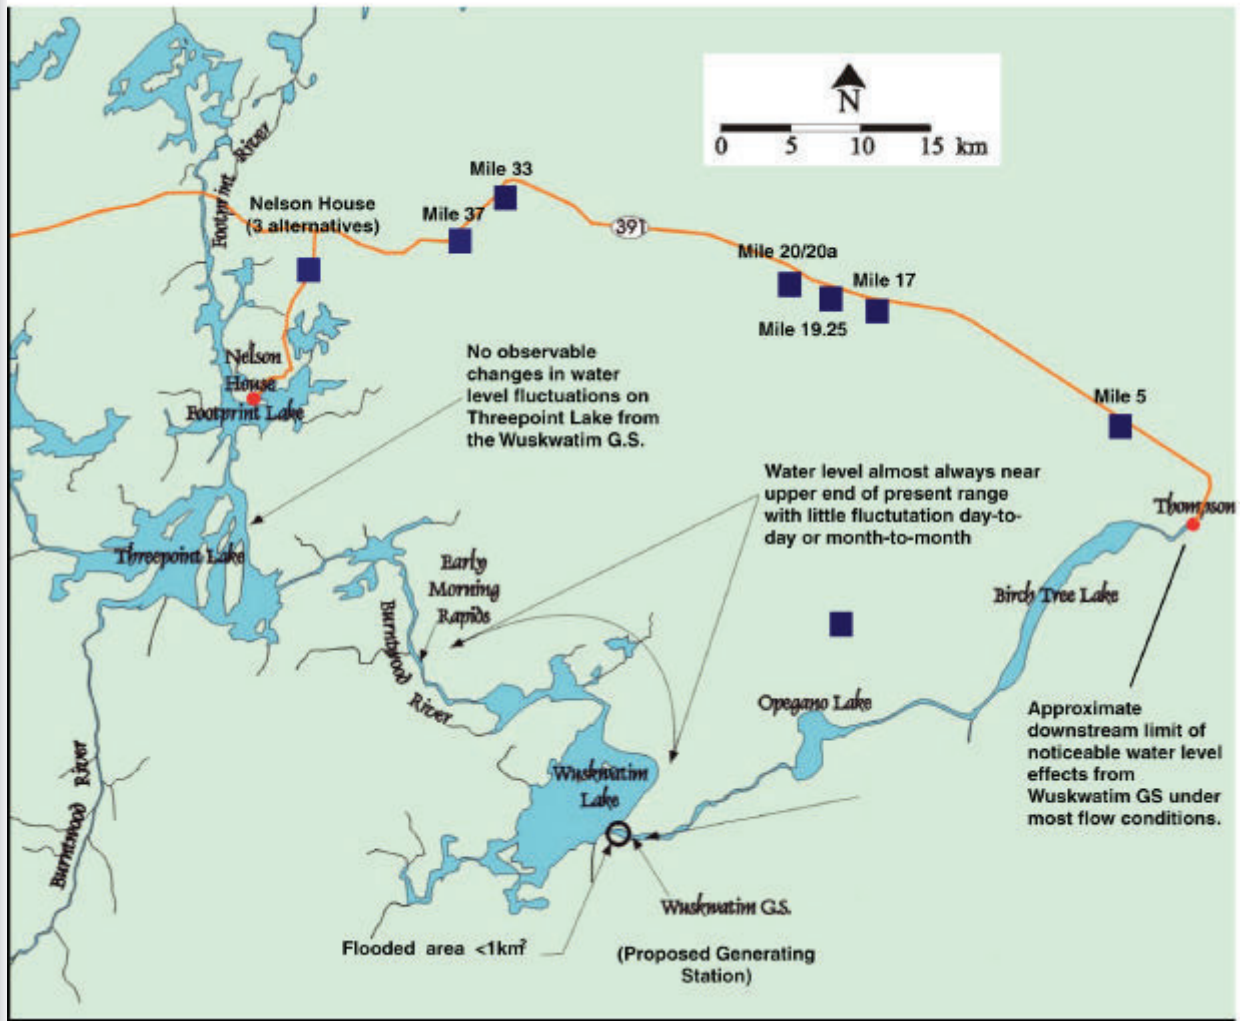 N
0 5 10 15 km
Footprint River
Mile 33
Nelson House
(3 alternatives)
Mile 37
391
Mile 20/20a
Mile 17
Mile 19.25
No observable
changes in water
level fluctuations on
Threepoint Lake from
the Wuskwatim G.S.
Nelson
House
Footprint Lake
Mile 5
Water level almost always near
upper end of present range
with little fluctutation day-to-
day or month-to-month
Thompson
Threepoint Lake
Early
Morning
Rapids
Birch Tree Lake
Burntwood River
Opegano Lake
Approximate
downstream limit of
noticeable water level
effects from
Wuskwatim GS under
most flow conditions.
Wuskwatim
Lake
Burntwood River
Wuskwatim G.S.
Flooded area <1km²
(Proposed Generating
Station)